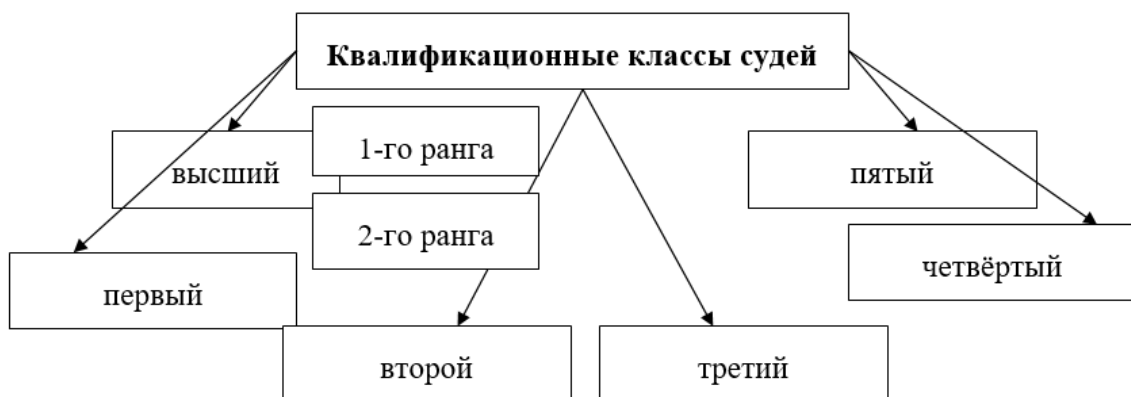 Квалификационные классы судей
высший
1-го ранга
2-го ранга
пятый
первый
четвёртый
второй
третий